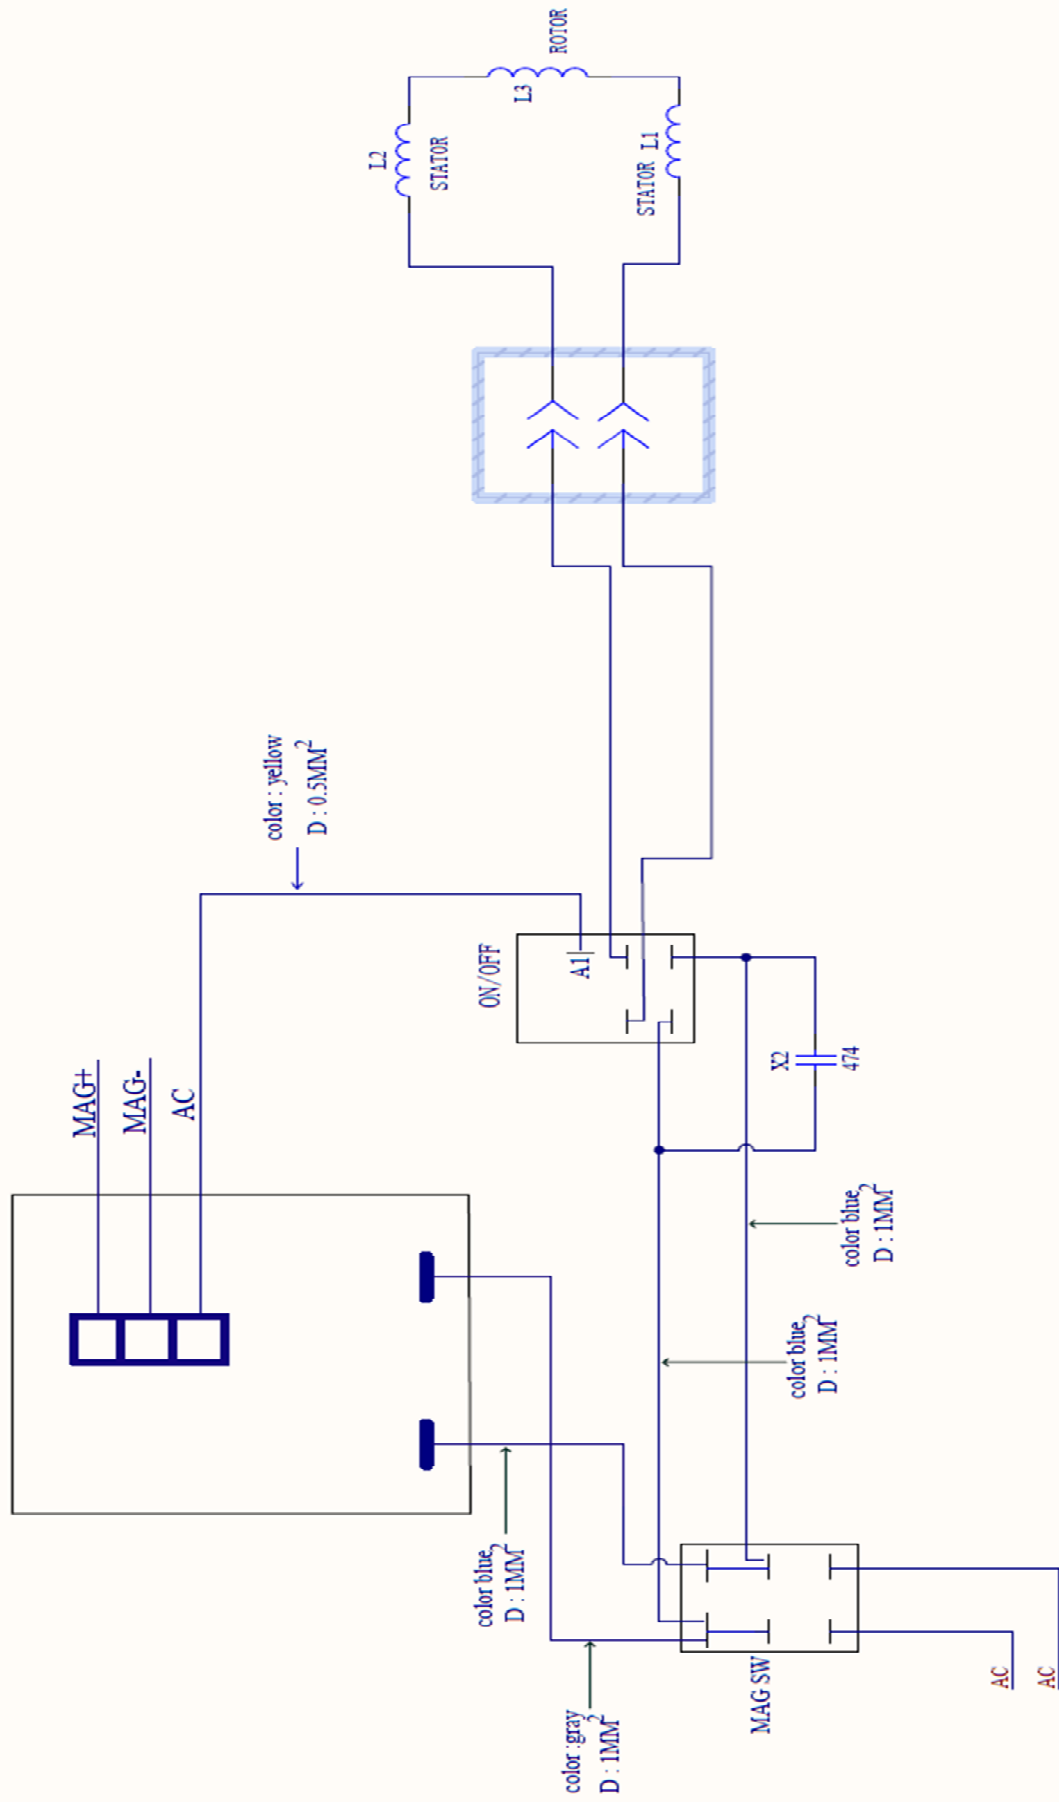 MAG+
MAG-
AC
color : yellow
D : 0.5MM2
L2
STATOR
L3
ROTOR
STATOR L1
ON/OFF
A1
X2
474
color blue
D : 1MM2
color blue
D : 1MM2
color blue
D : 1MM2
color :gray
D : 1MM2
MAG SW
AC
AC